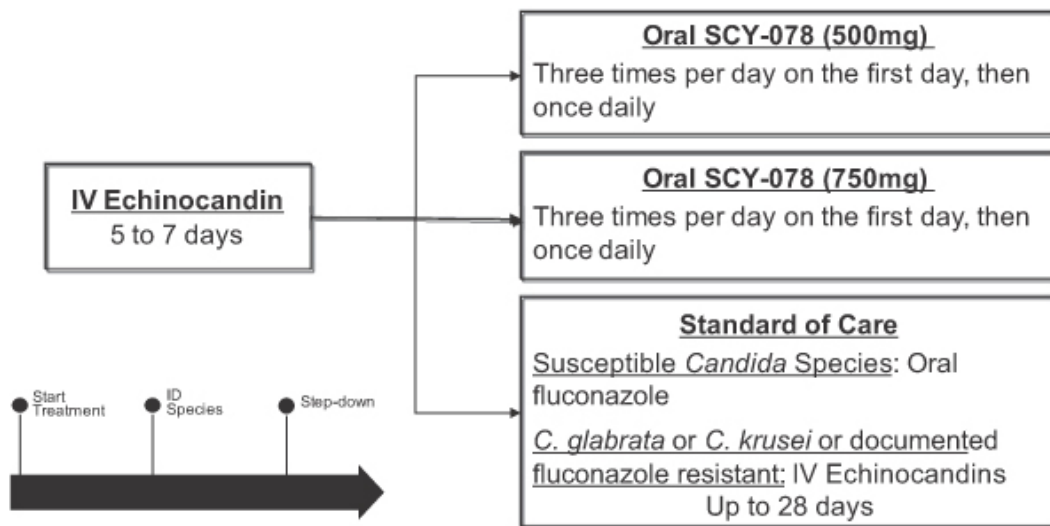 Oral SCY-078 (500mg)
Three times per day on the first day, then
once daily
IV Echinocandin
5 to 7 days
Oral SCY-078 (750mg)
Three times per day on the first day, then
once daily
Standard of Care
Susceptible Candida Species: Oral
fluconazole
C. glabrata or C. krusei or documented
fluconazole resistant: IV Echinocandins
Up to 28 days
Start
Treatment
ID
Species
Step-down